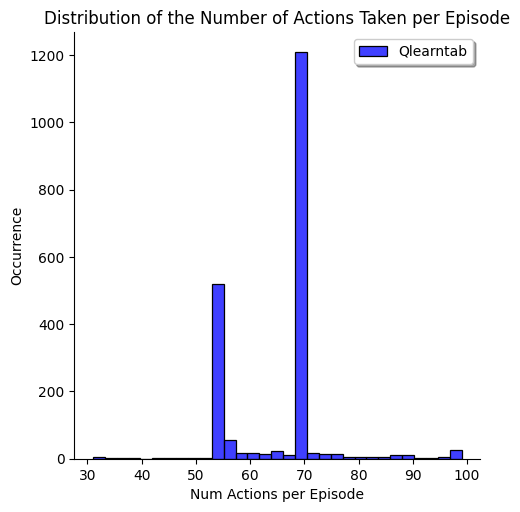 Distribution of the Number of Actions Taken per Episode
Qlearntab
1200
1000
800
600
400
200
0
Occurrence
30 40 50 60 70 80 90 100
Num Actions per Episode